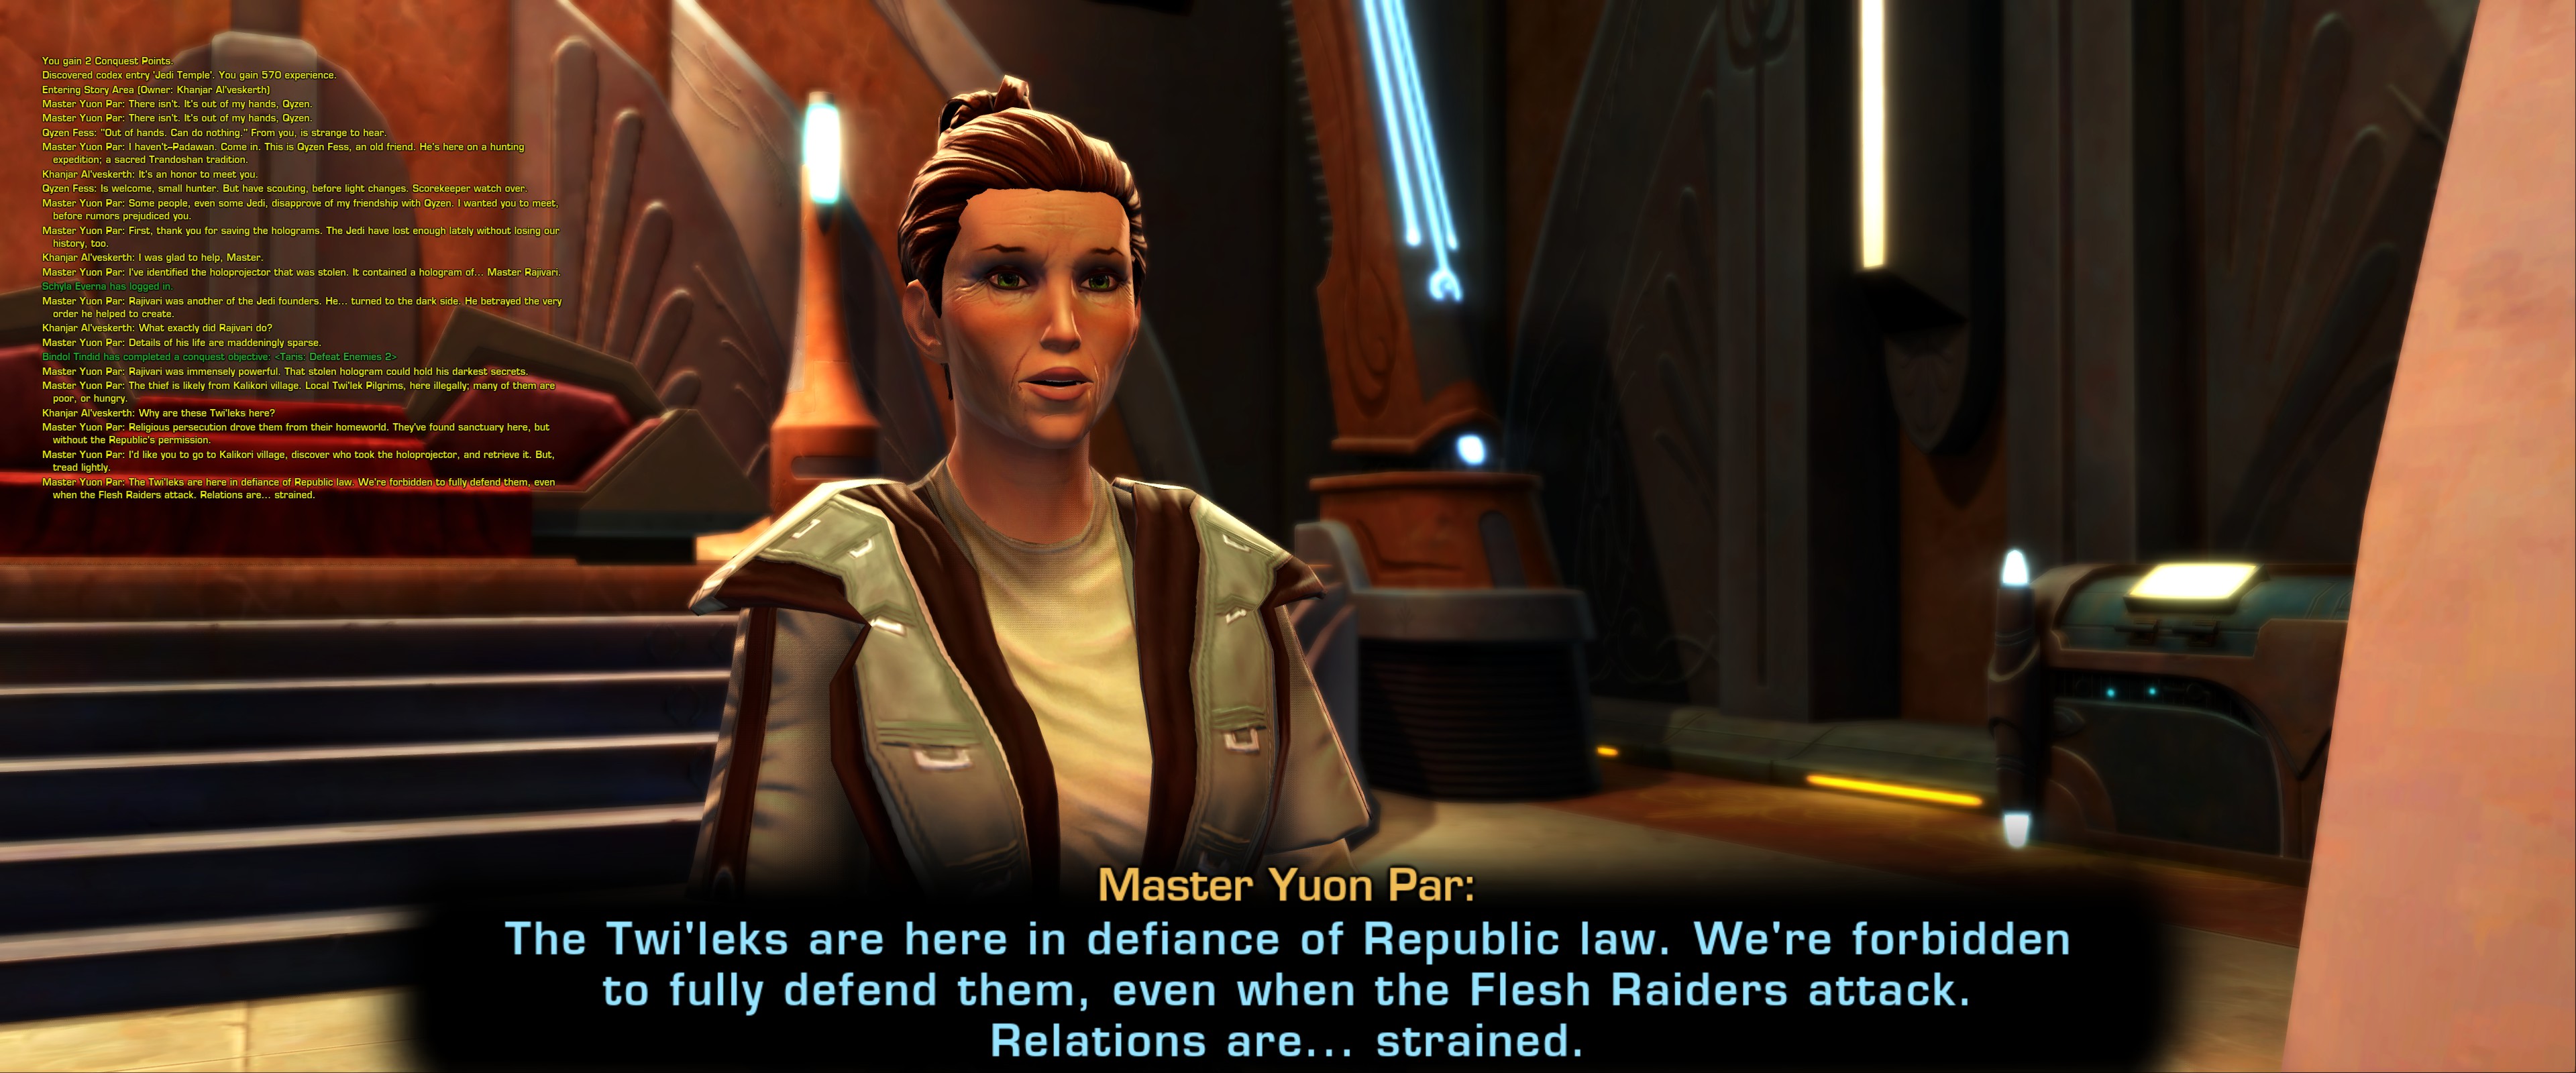 You gain 2 Conquest Points.
Discovered codex entry 'Jedi Temple'. You gain 570 experience.
Entering Story Area (Owner: Khanjar Al'veskerth)
Master Yuon Par: There isn't. It's out of my hands, Qyzen.
Master Yuon Par: There isn't. It's out of my hands, Qyzen.
Qyzen Fess: "Out of hands. Can do nothing." From you, is strange to hear.
Master Yuon Par: I haven't–Padawan. Come in. This is Qyzen Fess, an old friend. He's here on a hunting
expedition; a sacred Trandoshan tradition.
Khanjar Al'veskerth: It's an honor to meet you.
Qyzen Fess: Is welcome, small hunter. But have scouting, before light changes. Scorekeeper watch over.
Master Yuon Par: Some people, even some Jedi, disapprove of my friendship with Qyzen. I wanted you to meet,
before rumors prejudiced you.
Master Yuon Par: First, thank you for saving the holograms. The Jedi have lost enough lately without losing our
history, too.
Khanjar Al'veskerth: I was glad to help, Master.
Master Yuon Par: I've identified the holoprojector that was stolen. It contained a hologram of... Master Rajivari.
Schyla Everna has logged in.
Master Yuon Par: Rajivari was another of the Jedi founders. He... turned to the dark side. He betrayed the very
order he helped to create.
Khanjar Al'veskerth: What exactly did Rajivari do?
Master Yuon Par: Details of his life are maddeningly sparse.
Bindol Tindid has completed a conquest objective: <Taris: Defeat Enemies 2>
Master Yuon Par: Rajivari was immensely powerful. That stolen hologram could hold his darkest secrets.
Master Yuon Par: The thief is likely from Kalikori village. Local Twi'lek Pilgrims, here illegally; many of them are
poor, or hungry.
Khanjar Al'veskerth: Why are these Twi'leks here?
Master Yuon Par: Religious persecution drove them from their homeworld. They've found sanctuary here, but
without the Republic's permission.
Master Yuon Par: I'd like you to go to Kalikori village, discover who took the holoprojector, and retrieve it. But,
tread lightly.
Master Yuon Par: The Twi'leks are here in defiance of Republic law. We're forbidden to fully defend them, even
when the Flesh Raiders attack. Relations are... strained.
Master Yuon Par:
The Twi'leks are here in defiance of Republic law. We're forbidden
to fully defend them, even when the Flesh Raiders attack.
Relations are... strained.